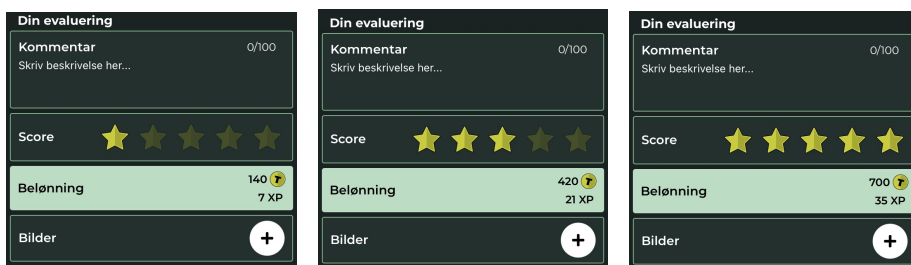 Din evaluering
Kommentar 0/100
Skriv beskrivelse her...
Score
Belønning 140 T
7 XP
Bilder +
Din evaluering
Kommentar 0/100
Skriv beskrivelse her...
Score
Belønning 420 T
21 XP
Bilder +
Din evaluering
Kommentar 0/100
Skriv beskrivelse her...
Score
Belønning 700 T
35 XP
Bilder +